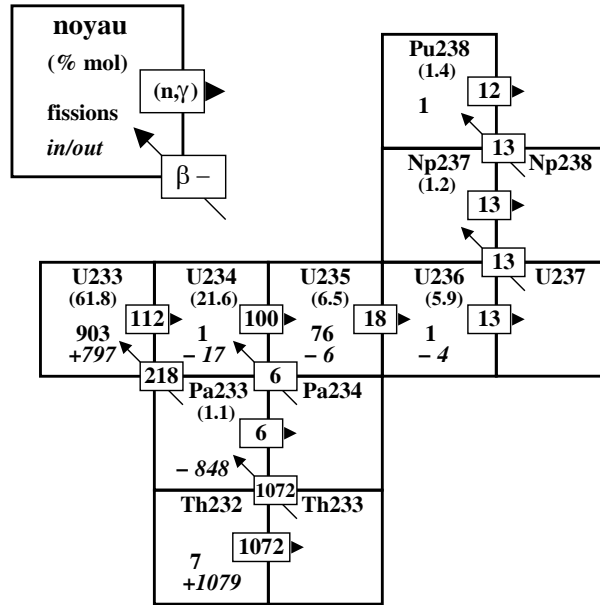 noyau
(% mol)
(n,γ)
fissions
in/out
β −
Pu238
(1.4)
12
1
13
Np237
Np238
(1.2)
13
13
U233
U234
U235
U236
U237
(61.8)
(21.6)
(6.5)
(5.9)
112
100
18
13
903
1
76
1
+797
− 17
− 6
− 4
218
6
Pa233
Pa234
(1.1)
6
− 848
1072
Th232
Th233
1072
7
+1079